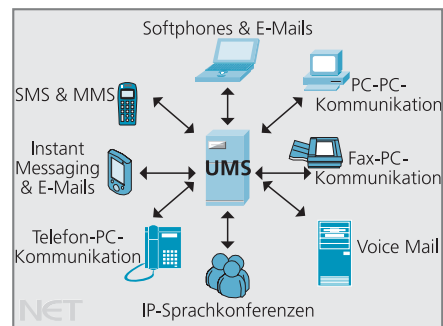 Softphones & E-Mails
SMS & MMS
PC-PC-
Kommunikation
Instant
Messaging
& E-Mails
UMS
Fax-PC-
Kommunikation
Telefon-PC-
Kommunikation
Voice Mail
IP-Sprachkonferenzen
NET